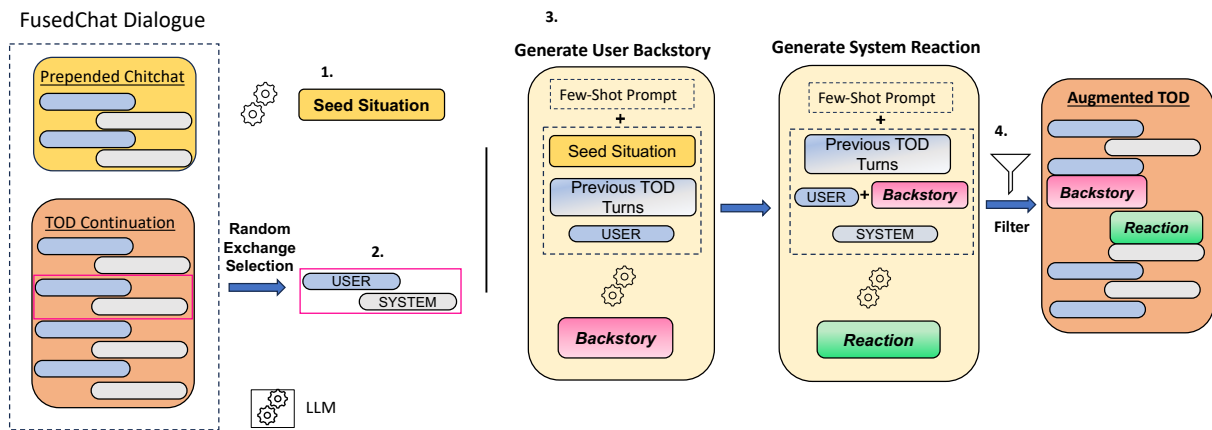 FusedChat Dialogue
Prepended Chitchat
TOD Continuation
1.
Seed Situation
Random
Exchange
Selection
2.
USER
SYSTEM
LLM
3.
Generate User Backstory
Few-Shot Prompt
+
Seed Situation
Previous TOD
Turns
USER
Backstory
Generate System Reaction
Few-Shot Prompt
+
Previous TOD
Turns
USER + Backstory
SYSTEM
Reaction
4.
Filter
Augmented TOD
Backstory
Reaction